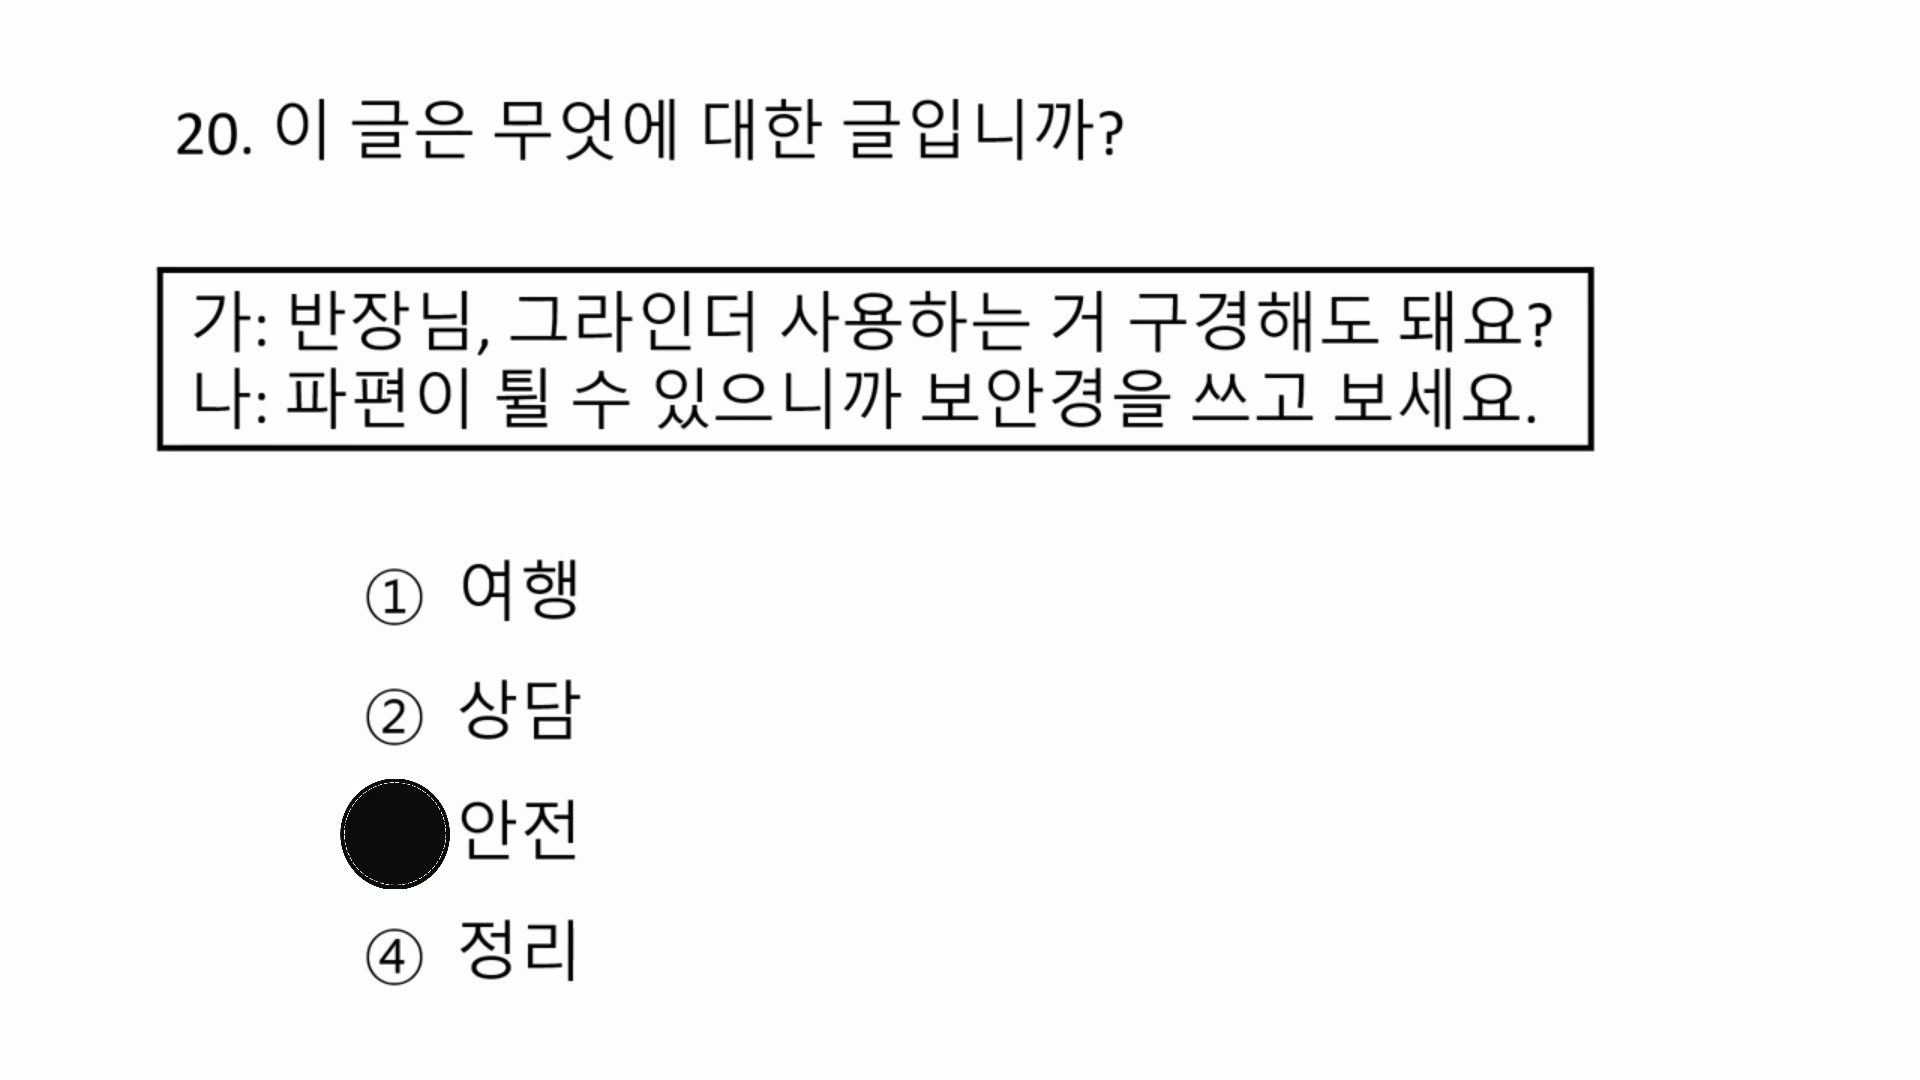 20. 이 글은 무엇에 대한 글입니까?
가: 반장님, 그라인더 사용하는 거 구경해도 돼요?
나: 파편이 튈 수 있으니까 보안경을 쓰고 보세요.
① 여행
② 상담
안전
④ 정리